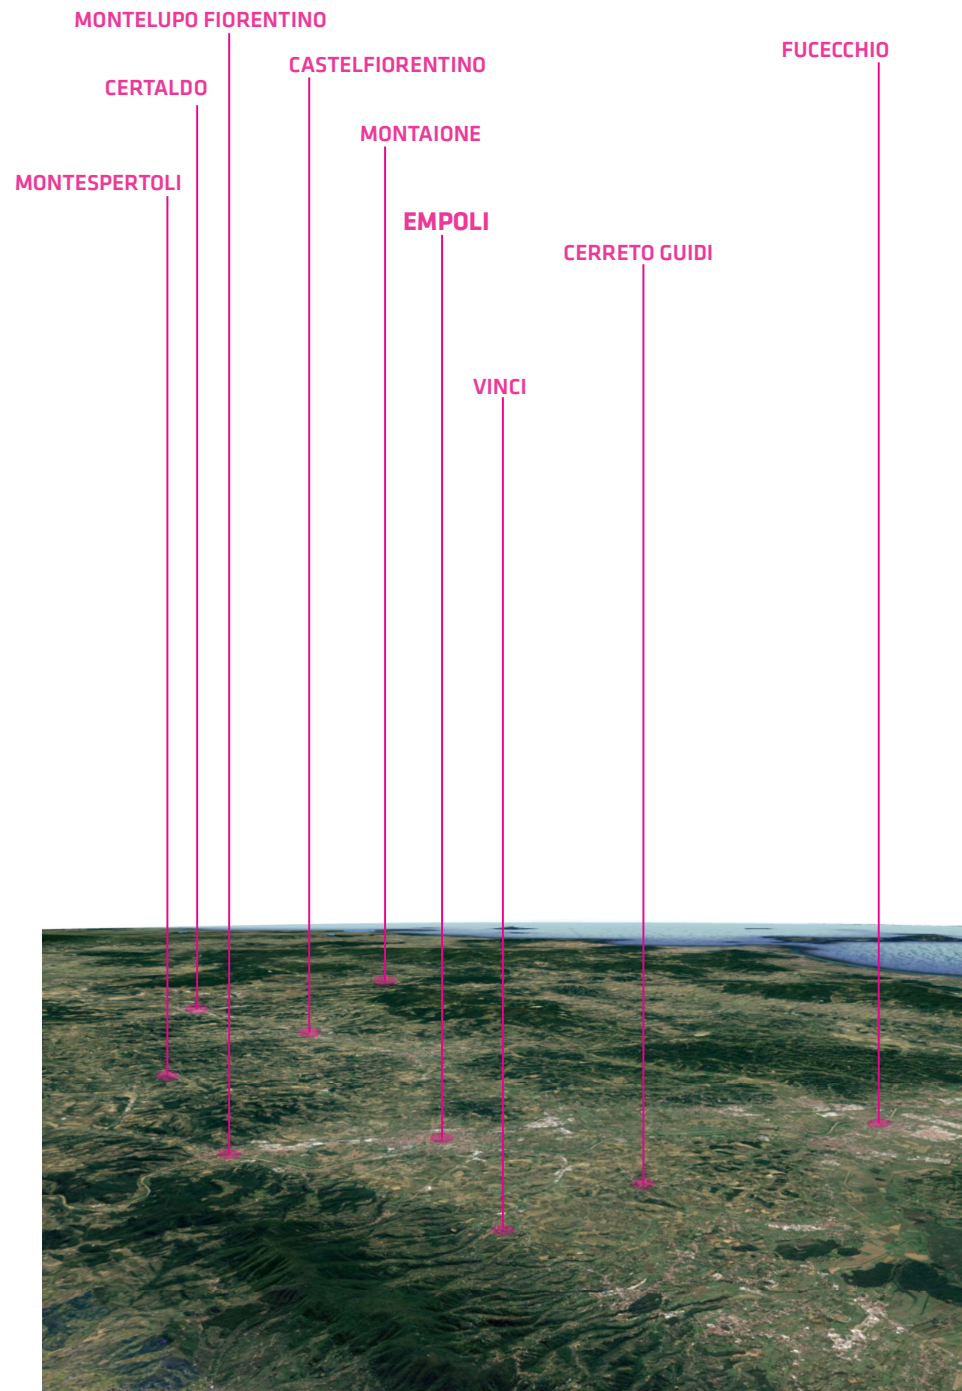 MONTELUPO FIORENTINO
FUCECCHIO
CASTELFIORENTINO
CERTALDO
MONTAIONE
MONTESPERTOLI
EMPOLI
CERRETO GUIDI
VINCI